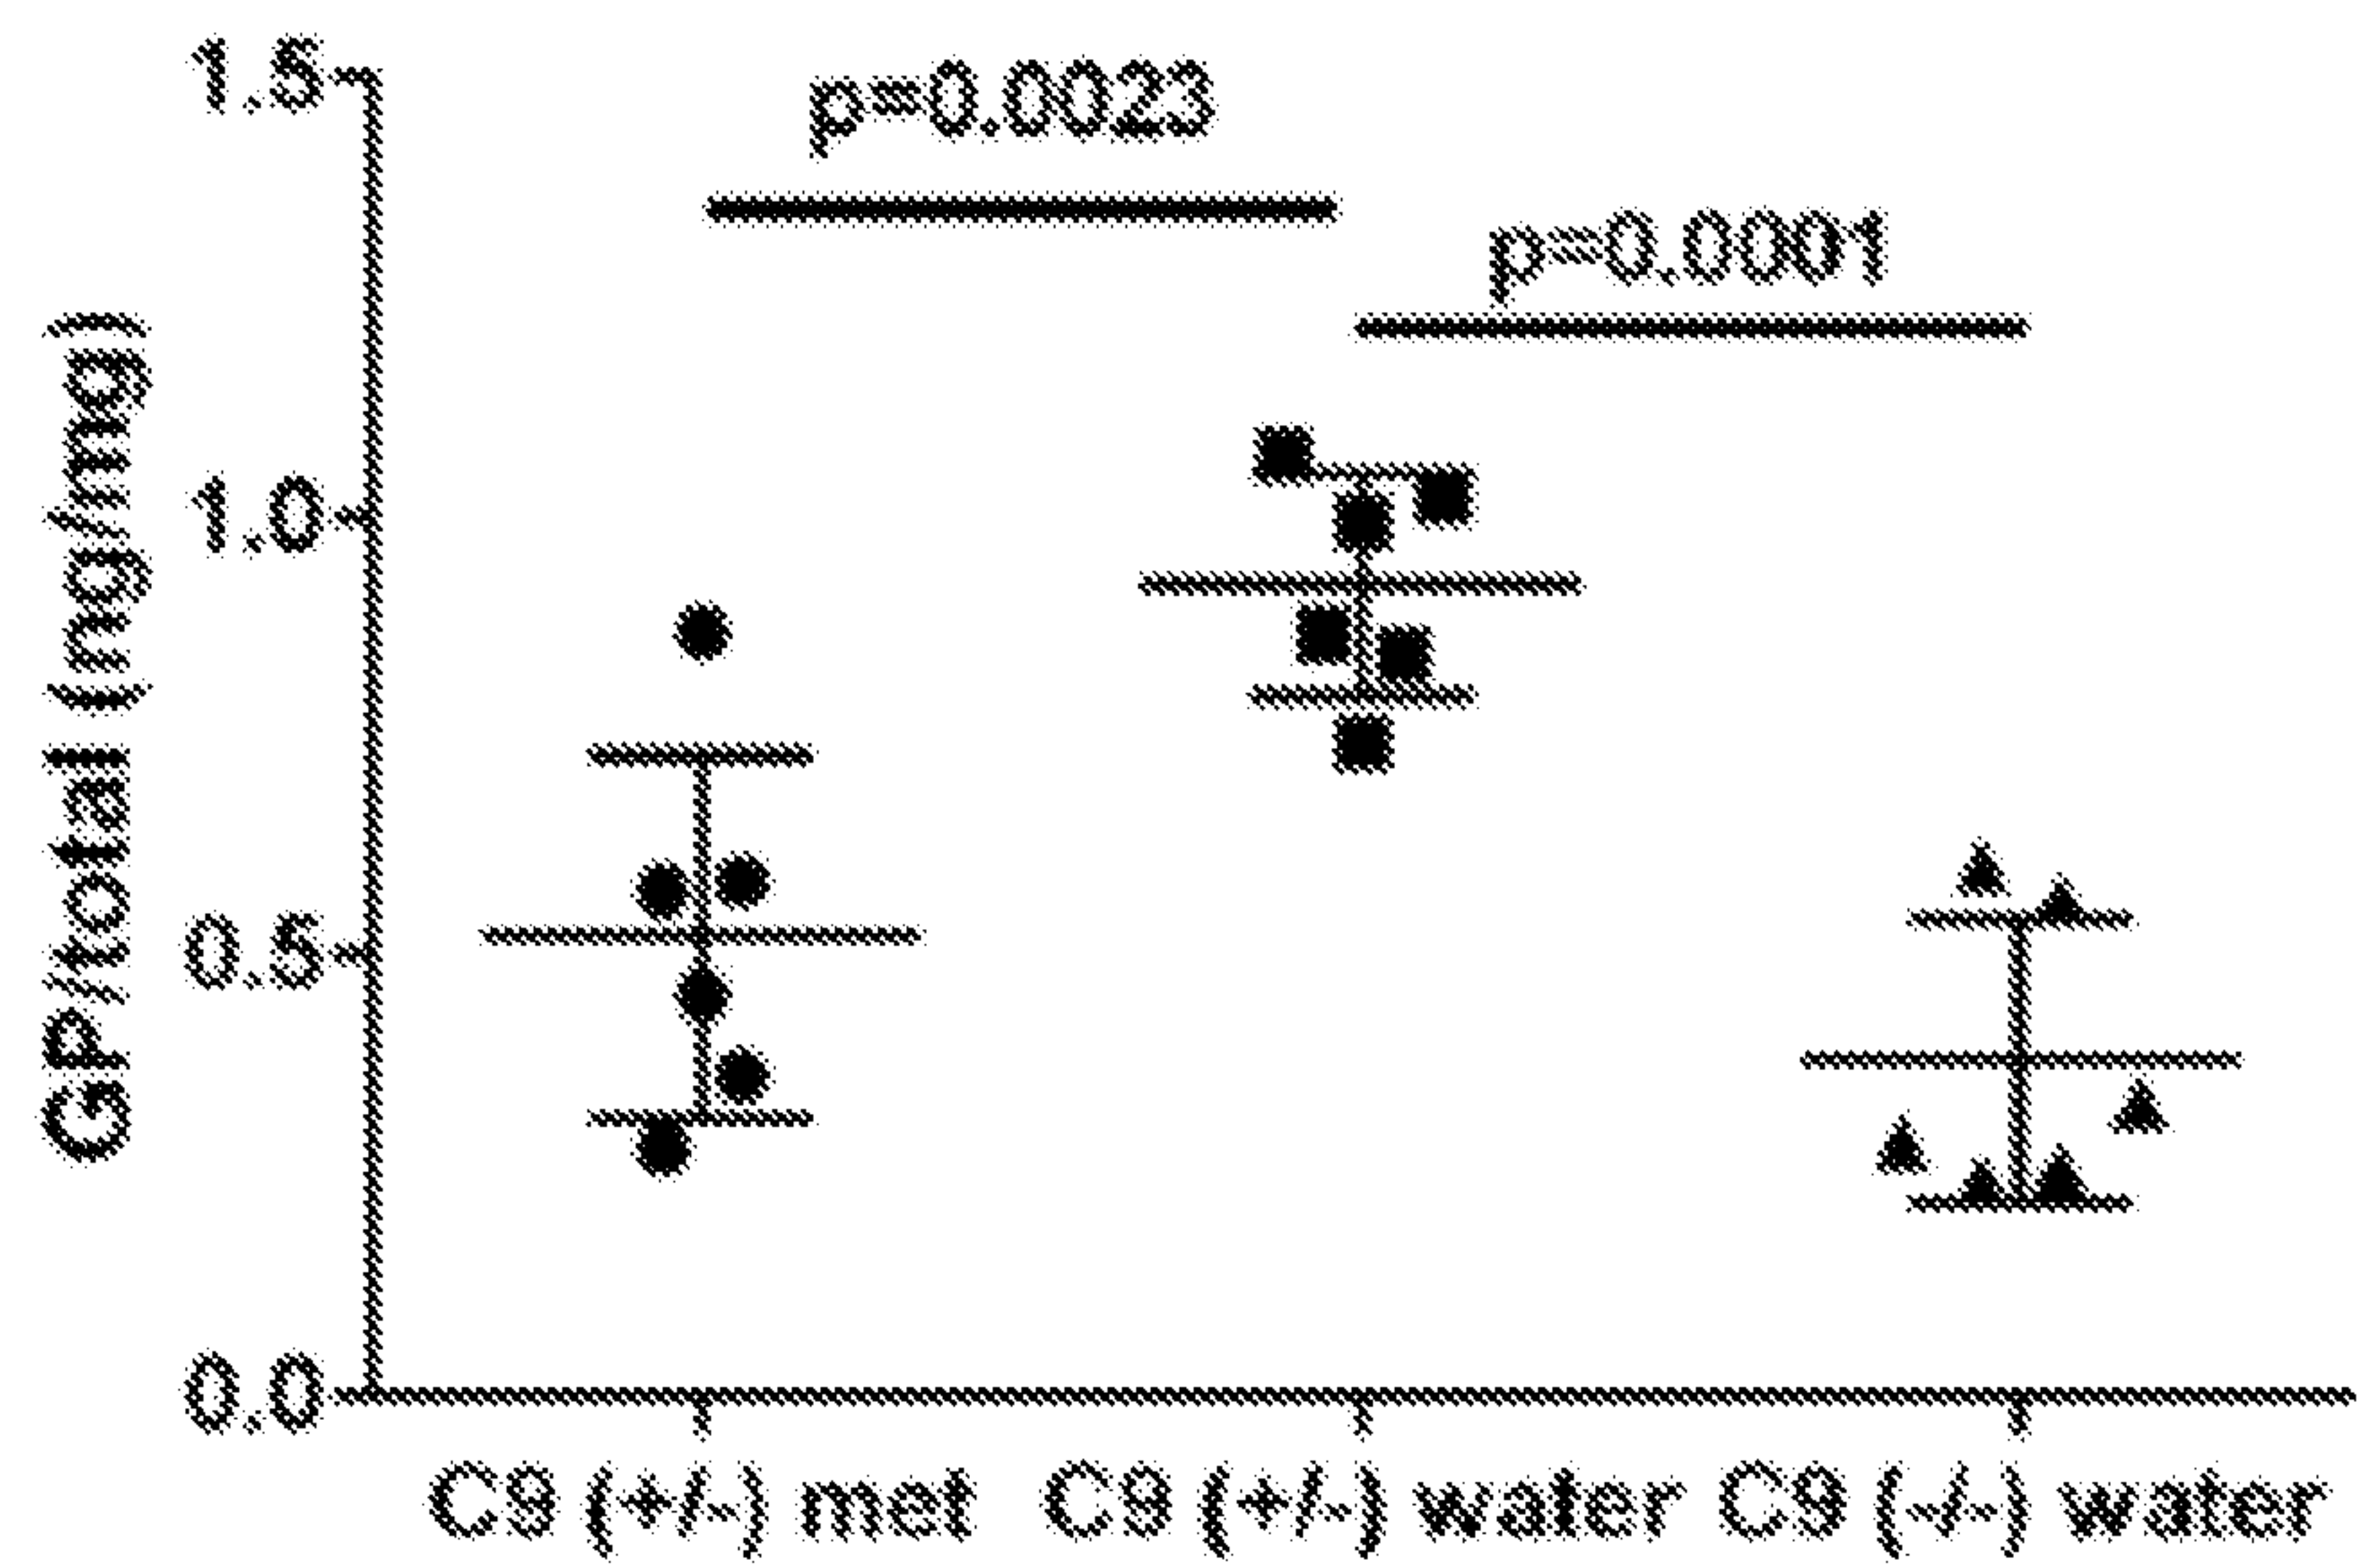 GP/total (ng/mg)
1.5
1.0
0.5
0.0
p=0.0023
p=0.0001
C9 (+/-) met
C9 (+/-) water
C9 (-/-) water